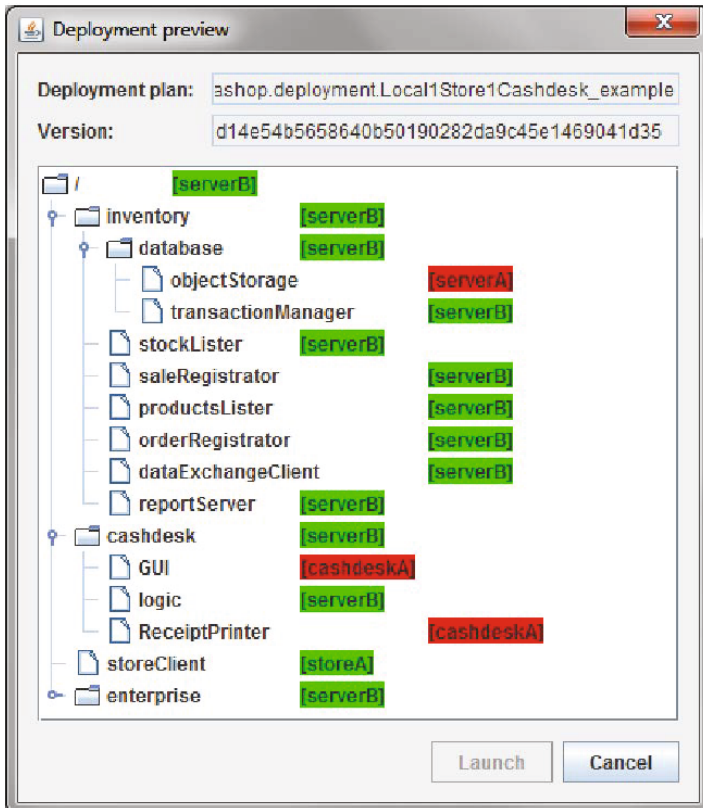 Deployment preview
Deployment plan: ashop.deployment.Local1Store1Cashdesk_example
Version: d14e54b5658640b50190282da9c45e1469041d35
/ [serverB]
inventory [serverB]
database [serverB]
objectStorage [serverA]
transactionManager [serverB]
stockLister [serverB]
saleRegistrator [serverB]
productsLister [serverB]
orderRegistrator [serverB]
dataExchangeClient [serverB]
reportServer [serverB]
cashdesk [serverB]
GUI [cashdeskA]
logic [serverB]
ReceiptPrinter [cashdeskA]
storeClient [storeA]
enterprise [serverB]
Launch Cancel